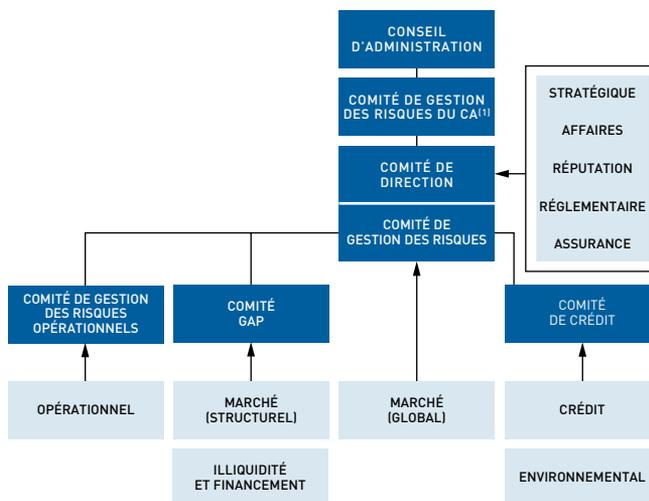 CONSEIL
D'ADMINISTRATION
COMITÉ DE GESTION
DES RISQUES DU CA[1]
COMITÉ DE
DIRECTION
COMITÉ DE
GESTION DES RISQUES
STRATÉGIQUE
AFFAIRES
RÉPUTATION
RÉGLEMENTAIRE
ASSURANCE
COMITÉ DE GESTION
DES RISQUES
OPÉRATIONNELS
COMITÉ
GAP
COMITÉ
DE CRÉDIT
OPÉRATIONNEL
MARCHÉ
(STRUCTUREL)
MARCHÉ
(GLOBAL)
CRÉDIT
ILLIQUIDITÉ
ET FINANCEMENT
ENVIRONNEMENTAL